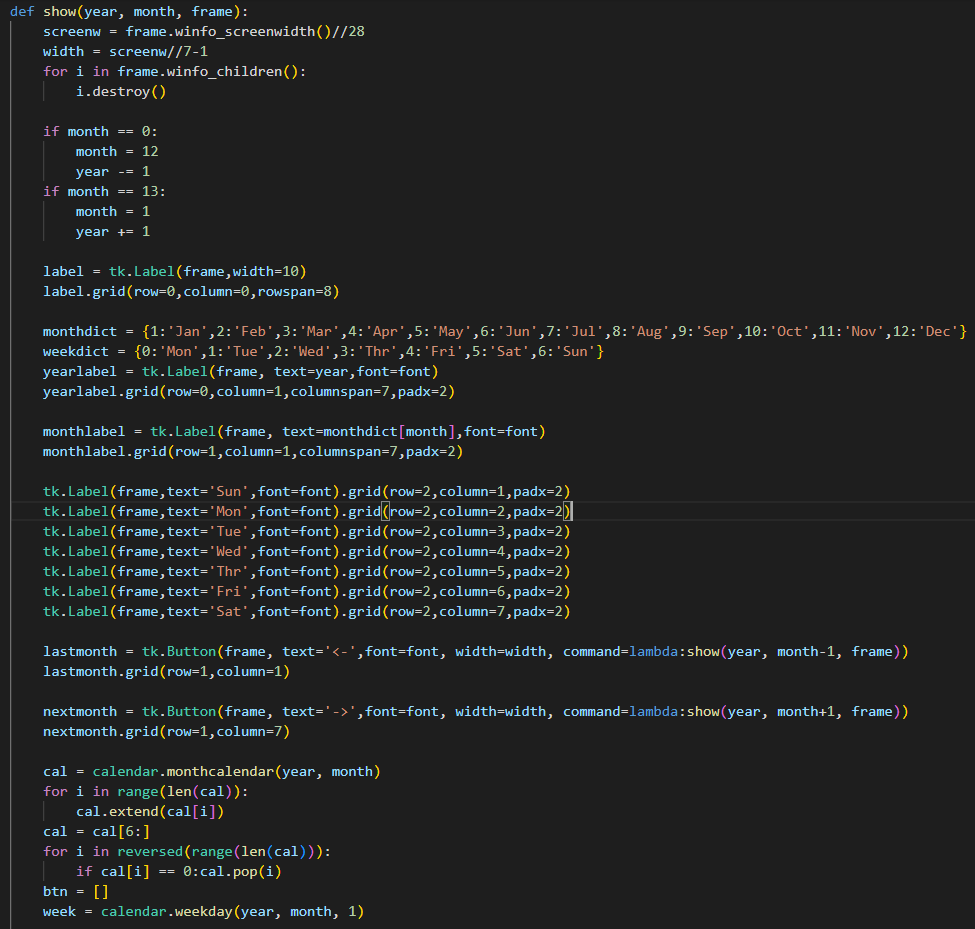 def show(year, month, frame):
    screenw = frame.winfo_screenwidth()//28
    width = screenw//7-1
    for i in frame.winfo_children():
        i.destroy()

    if month == 0:
        month = 12
        year -= 1
    if month == 13:
        month = 1
        year += 1

    label = tk.Label(frame,width=10)
    label.grid(row=0,column=0,rowspan=8)

    monthdict = {1:'Jan',2:'Feb',3:'Mar',4:'Apr',5:'May',6:'Jun',7:'Jul',8:'Aug',9:'Sep',10:'Oct',11:'Nov',12:'Dec'}
    weekdict = {0:'Mon',1:'Tue',2:'Wed',3:'Thr',4:'Fri',5:'Sat',6:'Sun'}
    yearlabel = tk.Label(frame, text=year,font=font)
    yearlabel.grid(row=0,column=1,columnspan=7,padx=2)

    monthlabel = tk.Label(frame, text=monthdict[month],font=font)
    monthlabel.grid(row=1,column=1,columnspan=7,padx=2)

    tk.Label(frame,text='Sun',font=font).grid(row=2,column=1,padx=2)
    tk.Label(frame,text='Mon',font=font).grid(row=2,column=2,padx=2)
    tk.Label(frame,text='Tue',font=font).grid(row=2,column=3,padx=2)
    tk.Label(frame,text='Wed',font=font).grid(row=2,column=4,padx=2)
    tk.Label(frame,text='Thr',font=font).grid(row=2,column=5,padx=2)
    tk.Label(frame,text='Fri',font=font).grid(row=2,column=6,padx=2)
    tk.Label(frame,text='Sat',font=font).grid(row=2,column=7,padx=2)

    lastmonth = tk.Button(frame, text='<-',font=font, width=width, command=lambda:show(year, month-1, frame))
    lastmonth.grid(row=1,column=1)

    nextmonth = tk.Button(frame, text='->',font=font, width=width, command=lambda:show(year, month+1, frame))
    nextmonth.grid(row=1,column=7)

    cal = calendar.monthcalendar(year, month)
    for i in range(len(cal)):
        cal.extend(cal[i])
    cal = cal[6:]
    for i in reversed(range(len(cal))):
        if cal[i] == 0:cal.pop(i)
    btn = []
    week = calendar.weekday(year, month, 1)